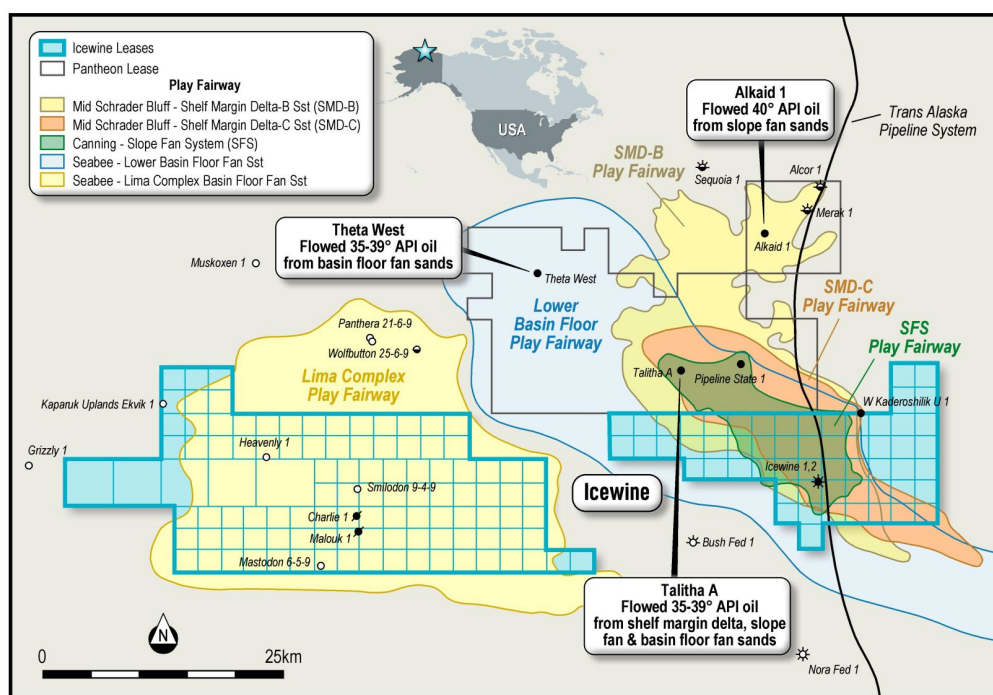 Icewine Leases
Pantheon Lease
Play Fairway
Mid Schrader Bluff - Shelf Margin Delta-B Sst (SMD-B)
Mid Schrader Bluff - Shelf Margin Delta-C Sst (SMD-C)
Canning - Slope Fan System (SFS)
Seabee - Lower Basin Floor Fan Sst
Seabee - Lima Complex Basin Floor Fan Sst
USA
Alkaid 1
Flowed 40° API oil
from slope fan sands
Trans Alaska
Pipeline System
SMD-B
Play Fairway
Sequoia 1
Alcor 1
Merak 1
Alkaid 1
Theta West
Flowed 35-39° API oil
from basin floor fan sands
Muskoxen 1
Theta West
Lower
Basin Floor
Play Fairway
SMD-C
Play Fairway
SFS
Play Fairway
Panthera 21-6-9
Wolfbutton 25-6-9
Lima Complex
Play Fairway
Talitha A
Pipeline State 1
W Kaderoshilik U 1
Kaparuk Uplands Ekvik 1
Grizzly 1
Heavenly 1
Smilodon 9-4-9
Charlie 1
Malouk 1
Mastodon 6-5-9
Icewine
Icewine 1,2
Bush Fed 1
Talitha A
Flowed 35-39° API oil
from shelf margin delta, slope
fan & basin floor fan sands
Nora Fed 1
N
0
25km